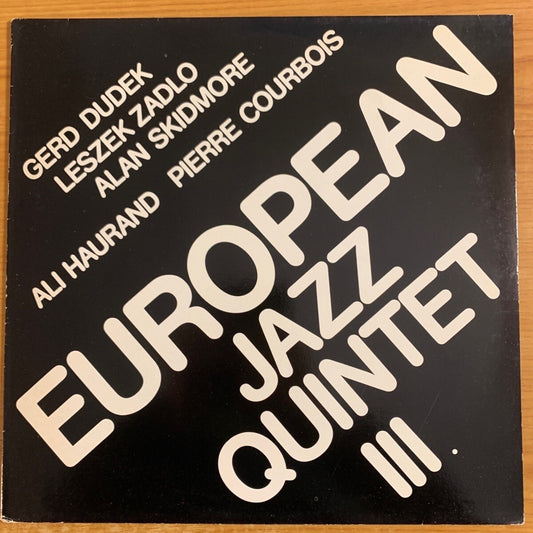 GERD DUDEK
LESZEK ZADLO
ALAN SKIDMORE
ALI HAURAND PIERRE COURBOIS
EUROPEAN
JAZZ
QUINTET
III.